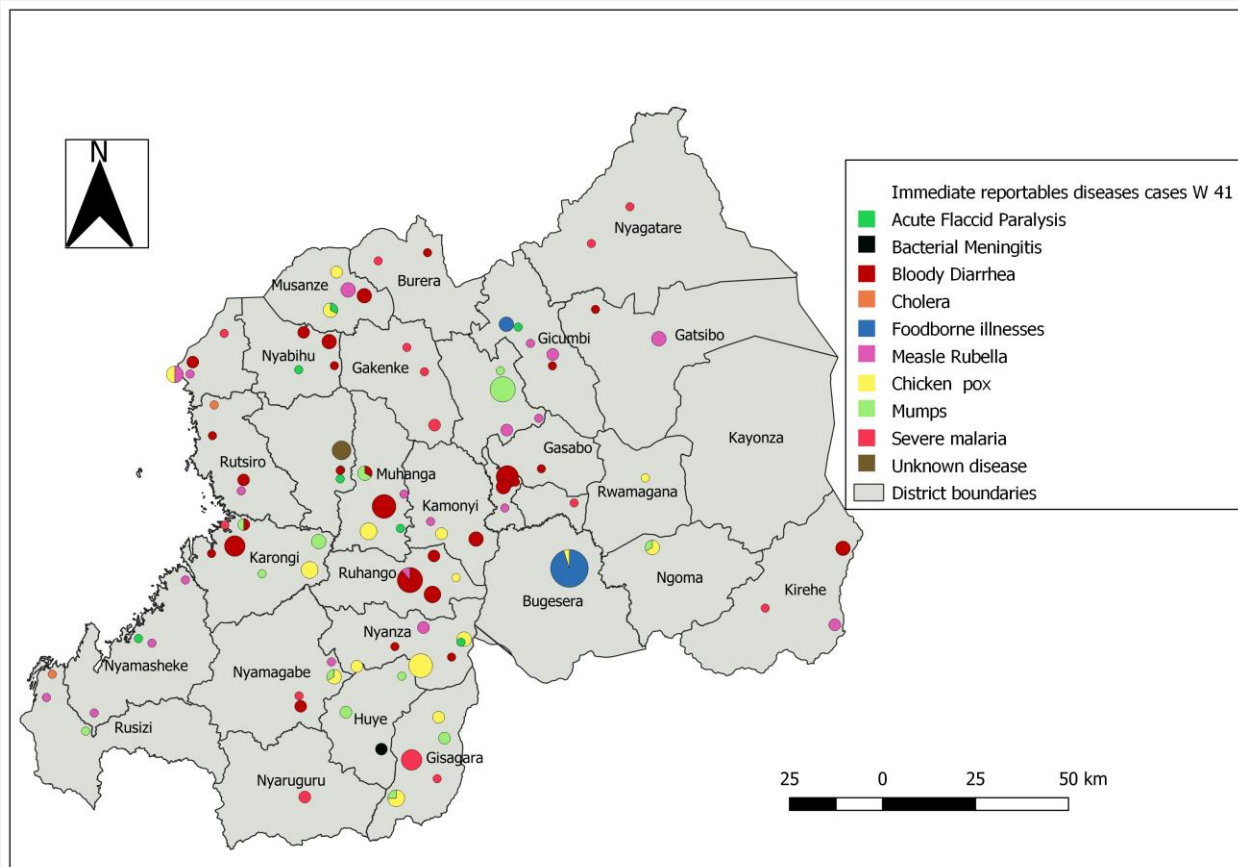 N
Immediate reportables diseases cases W 41
Acute Flaccid Paralysis
Bacterial Meningitis
Bloody Diarrhea
Cholera
Foodborne illnesses
Measle Rubella
Chicken pox
Mumps
Severe malaria
Unknown disease
District boundaries
Nyagatare
Burera
Musanze
Gicumbi
Gatsibo
Nyabihu
Gakenke
Kayonza
Gasabo
Rutsiro
Muhanga
Kamonyi
Rwamagana
Karongi
Ruhango
Ngoma
Kirehe
Bugesera
Nyanza
Nyamasheke
Nyamagabe
Huye
Rusizi
Gisagara
Nyaruguru
25 0 25 50 km